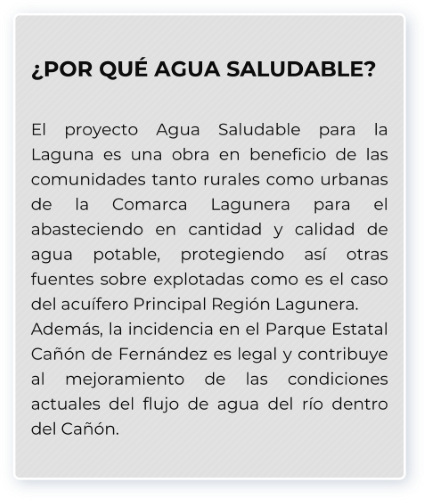 ¿POR QUÉ AGUA SALUDABLE?
El proyecto Agua Saludable para la
Laguna es una obra en beneficio de las
comunidades tanto rurales como urbanas
de la Comarca Lagunera para el
abasteciendo en cantidad y calidad de
agua potable, protegiendo así otras
fuentes sobre explotadas como es el caso
del acuífero Principal Región Lagunera.
Además, la incidencia en el Parque Estatal
Cañón de Fernández es legal y contribuye
al mejoramiento de las condiciones
actuales del flujo de agua del río dentro
del Cañón.